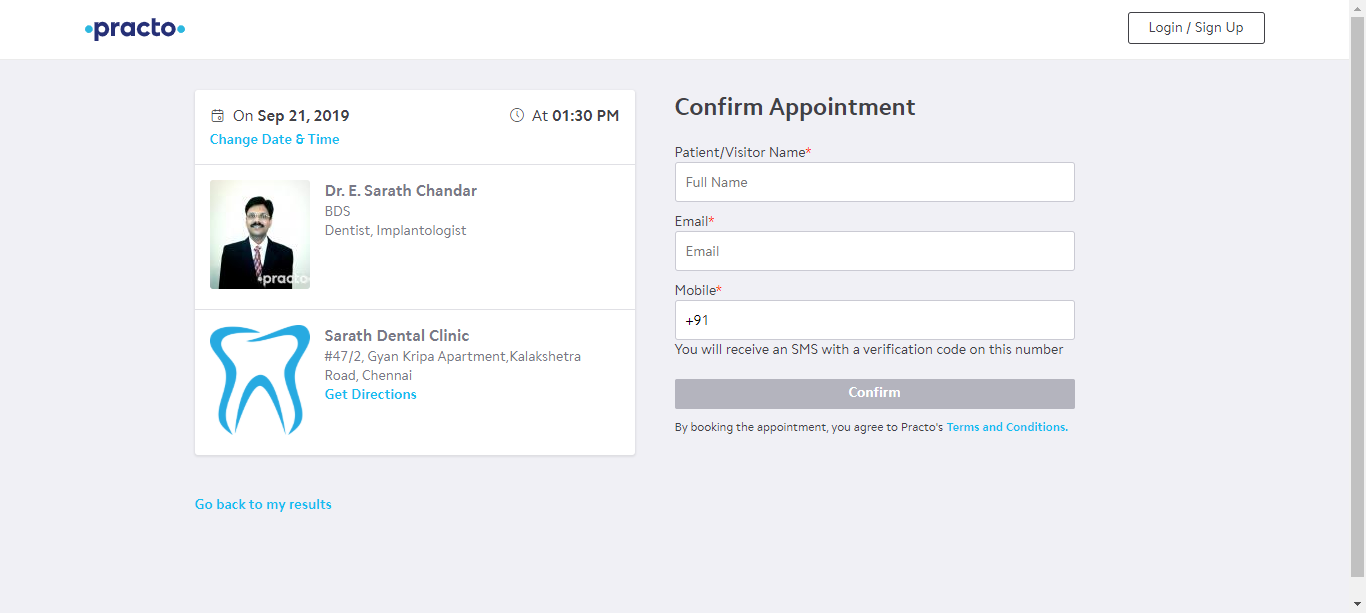 practo
Login / Sign Up
On Sep 21, 2019
At 01:30 PM
Change Date & Time
Dr. E. Sarath Chandar
BDS
Dentist, Implantologist
practo
Sarath Dental Clinic
#47/2, Gyan Kripa Apartment,Kalakshetra
Road, Chennai
Get Directions
Go back to my results
Confirm Appointment
Patient/Visitor Name*
Full Name
Email*
Email
Mobile*
+91
You will receive an SMS with a verification code on this number
Confirm
By booking the appointment, you agree to Practo's Terms and Conditions.